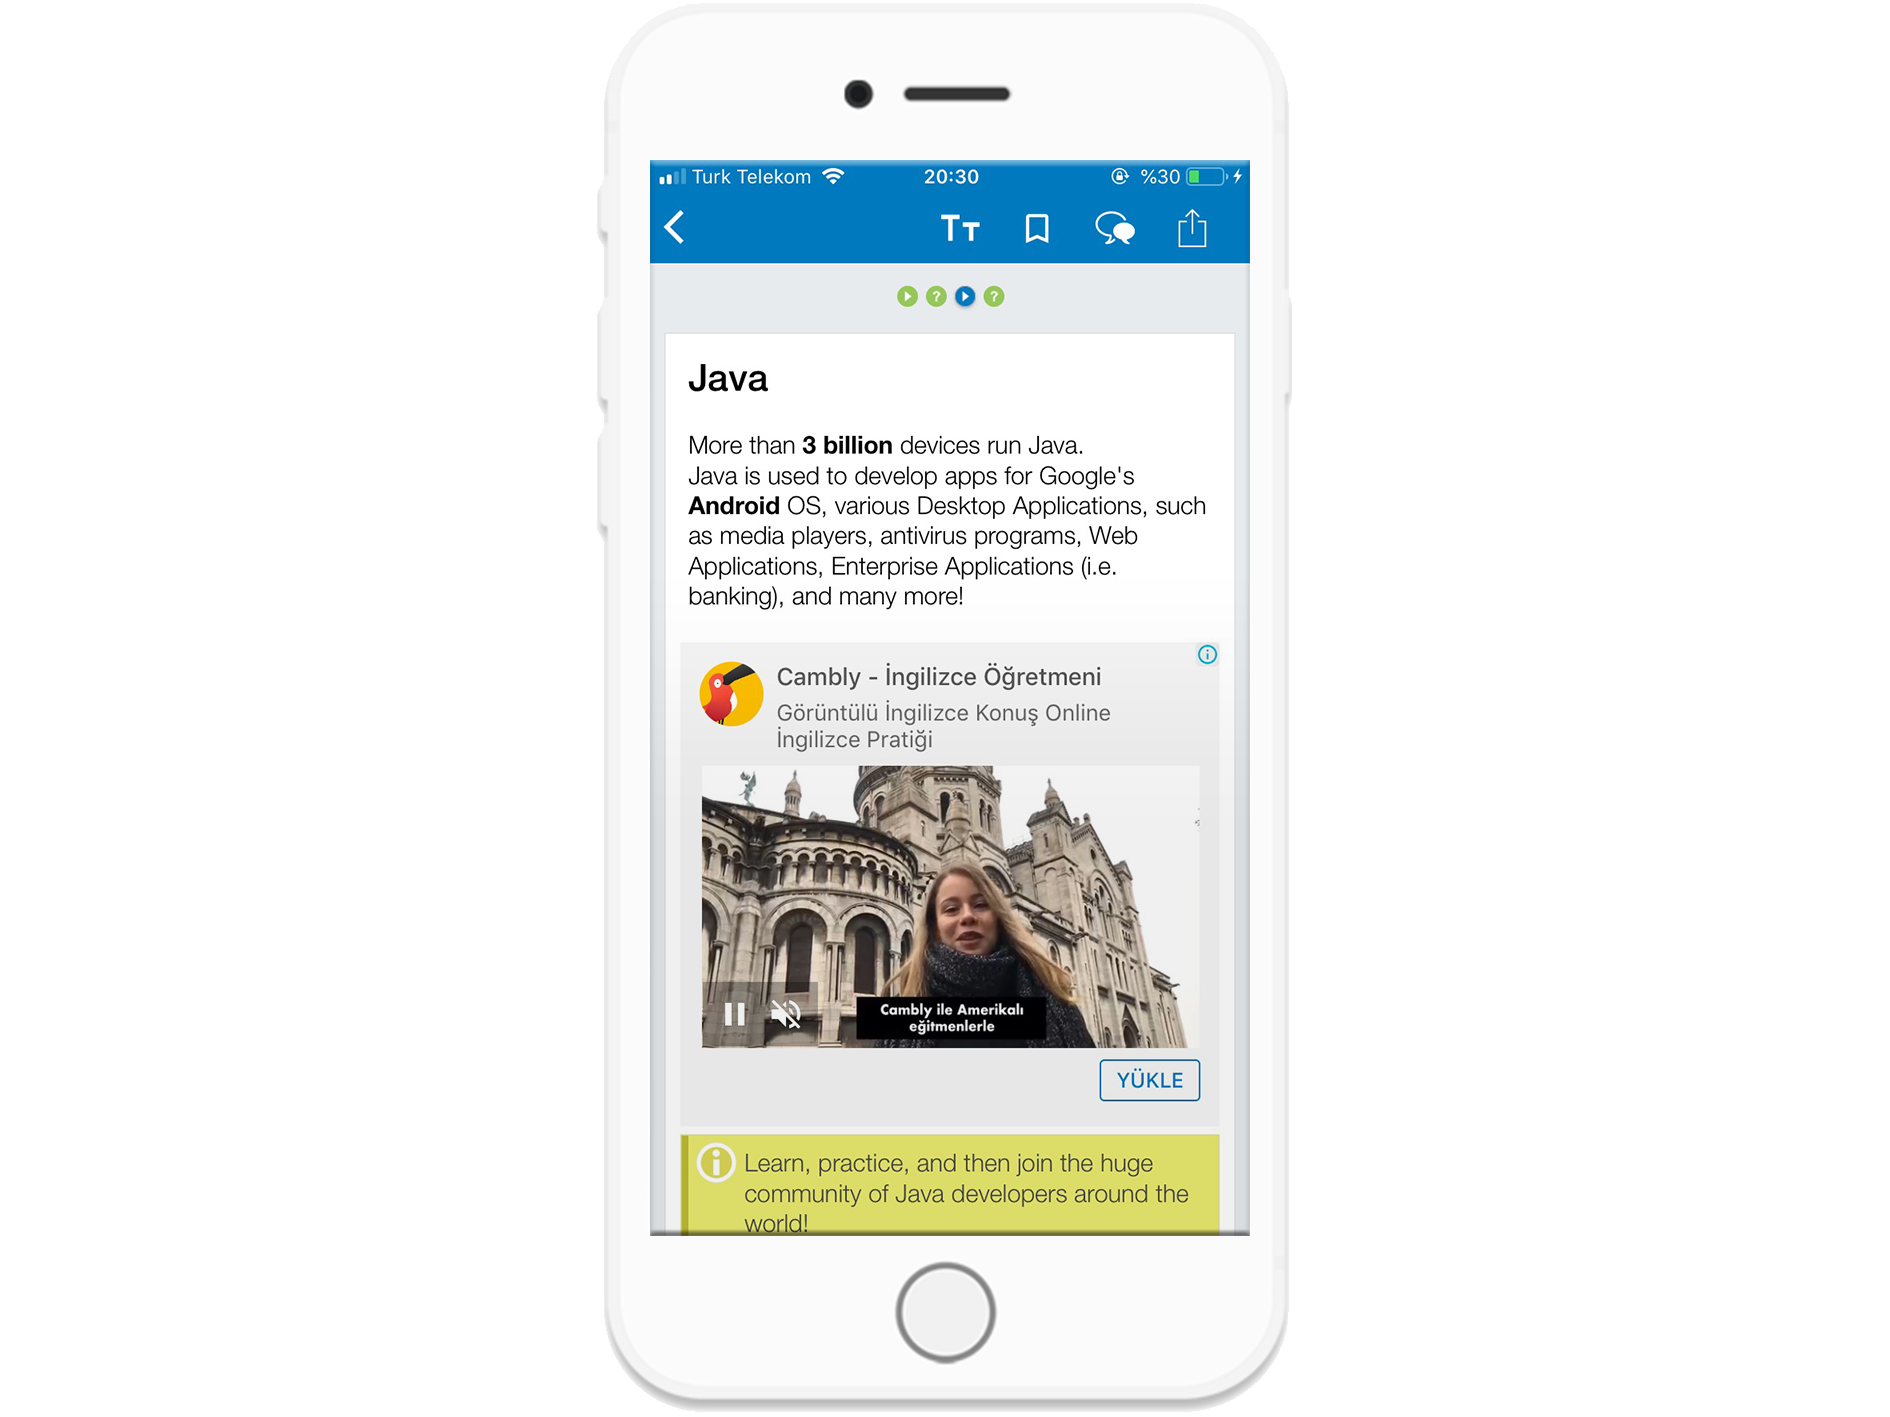 Turk Telekom 20:30 %30
Tт
Java
More than 3 billion devices run Java.
Java is used to develop apps for Google's
Android OS, various Desktop Applications, such
as media players, antivirus programs, Web
Applications, Enterprise Applications (i.e.
banking), and many more!
Cambly - İngilizce Öğretmeni
Görüntülü İngilizce Konuş Online
İngilizce Pratiği
Cambly ile Amerikalı
eğitmenlerle
YÜKLE
Learn, practice, and then join the huge
community of Java developers around the
world!